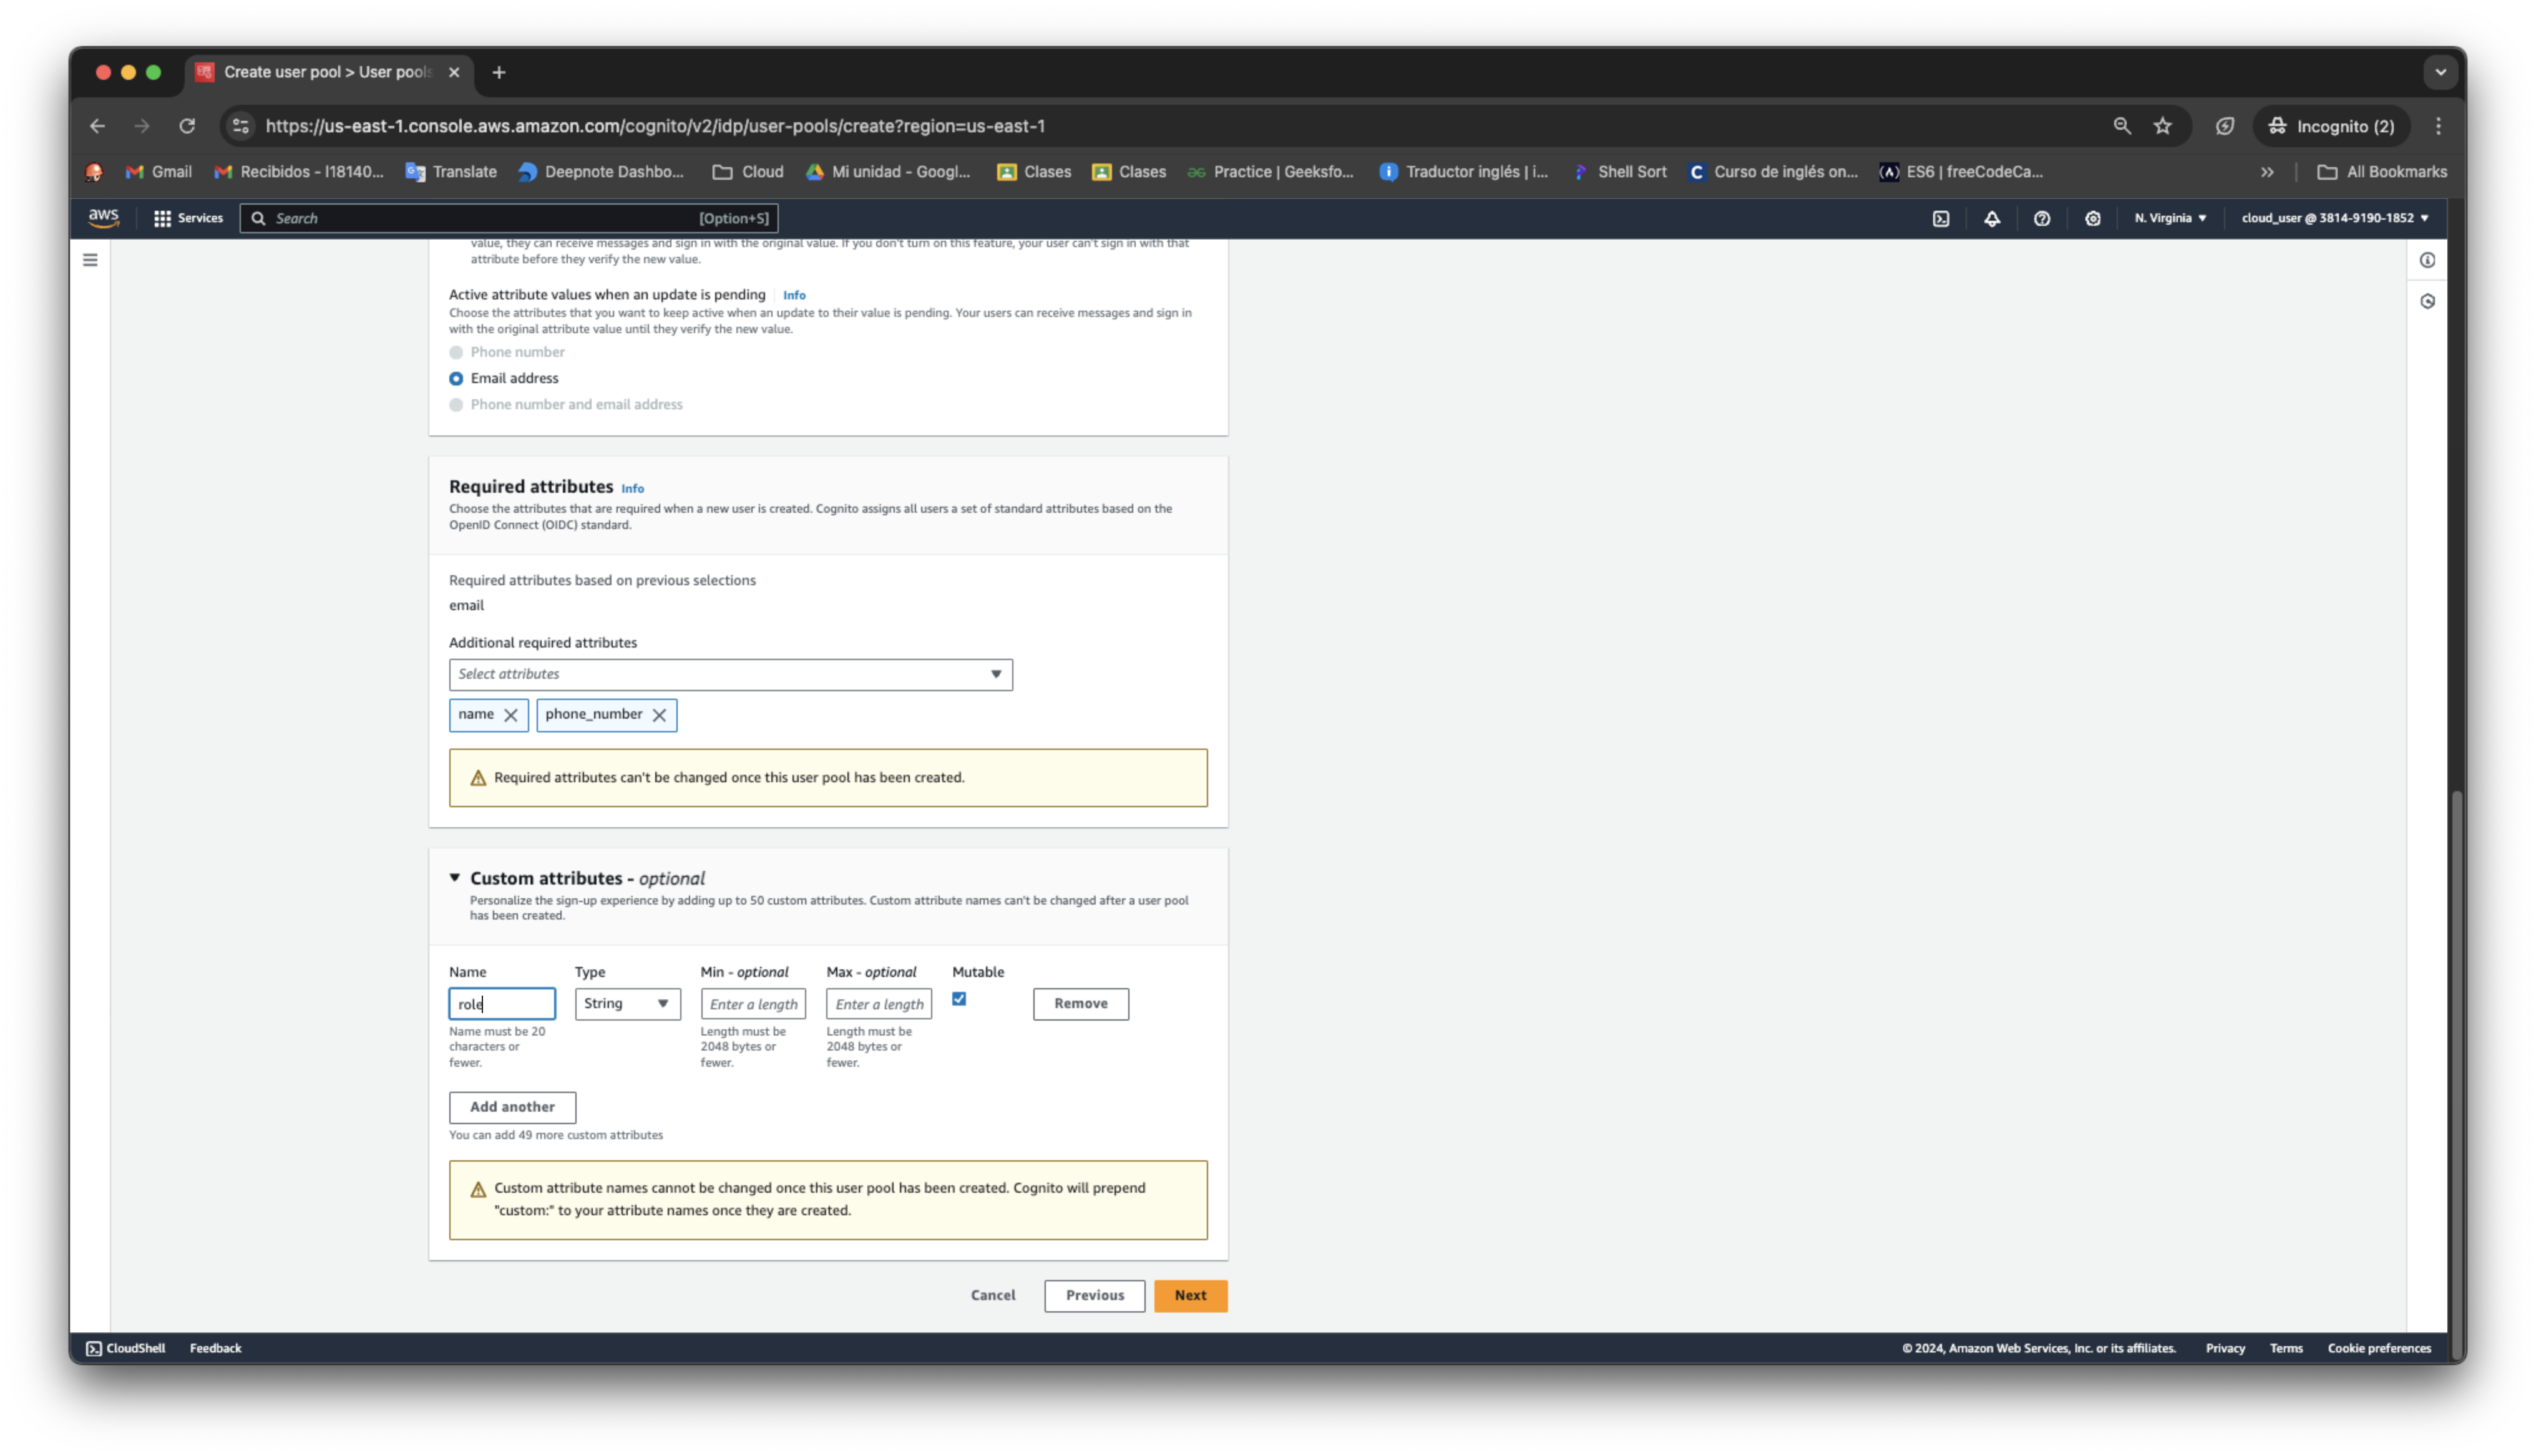 Create user pool > User pools
https://us-east-1.console.aws.amazon.com/cognito/v2/idp/user-pools/create?region=us-east-1
Incognito (2)
Gmail
Recibidos - l18140...
Translate
Deepnote Dashbo...
Cloud
Mi unidad - Googl...
Clases
Clases
Practice | Geeksfo...
Traductor inglés | i...
Shell Sort
Curso de inglés on...
ES6 | freeCodeCa...
All Bookmarks
aws
Services
Search
[Option+S]
N. Virginia
cloud_user @ 3814-9190-1852
value, they can receive messages and sign in with the original value. If you don't turn on this feature, your user can't sign in with that
attribute before they verify the new value.
Active attribute values when an update is pending Info
Choose the attributes that you want to keep active when an update to their value is pending. Your users can receive messages and sign in
with the original attribute value until they verify the new value.
Phone number
Email address
Phone number and email address
Required attributes Info
Choose the attributes that are required when a new user is created. Cognito assigns all users a set of standard attributes based on the
OpenID Connect (OIDC) standard.
Required attributes based on previous selections
email
Additional required attributes
Select attributes
name
phone_number
Required attributes can't be changed once this user pool has been created.
Custom attributes - optional
Personalize the sign-up experience by adding up to 50 custom attributes. Custom attribute names can't be changed after a user pool
has been created.
Name
Type
Min - optional
Max - optional
Mutable
role
String
Enter a length
Enter a length
Remove
Name must be 20
characters or
fewer.
Length must be
2048 bytes or
fewer.
Length must be
2048 bytes or
fewer.
Add another
You can add 49 more custom attributes
Custom attribute names cannot be changed once this user pool has been created. Cognito will prepend
"custom:" to your attribute names once they are created.
Cancel
Previous
Next
CloudShell
Feedback
© 2024, Amazon Web Services, Inc. or its affiliates.
Privacy
Terms
Cookie preferences